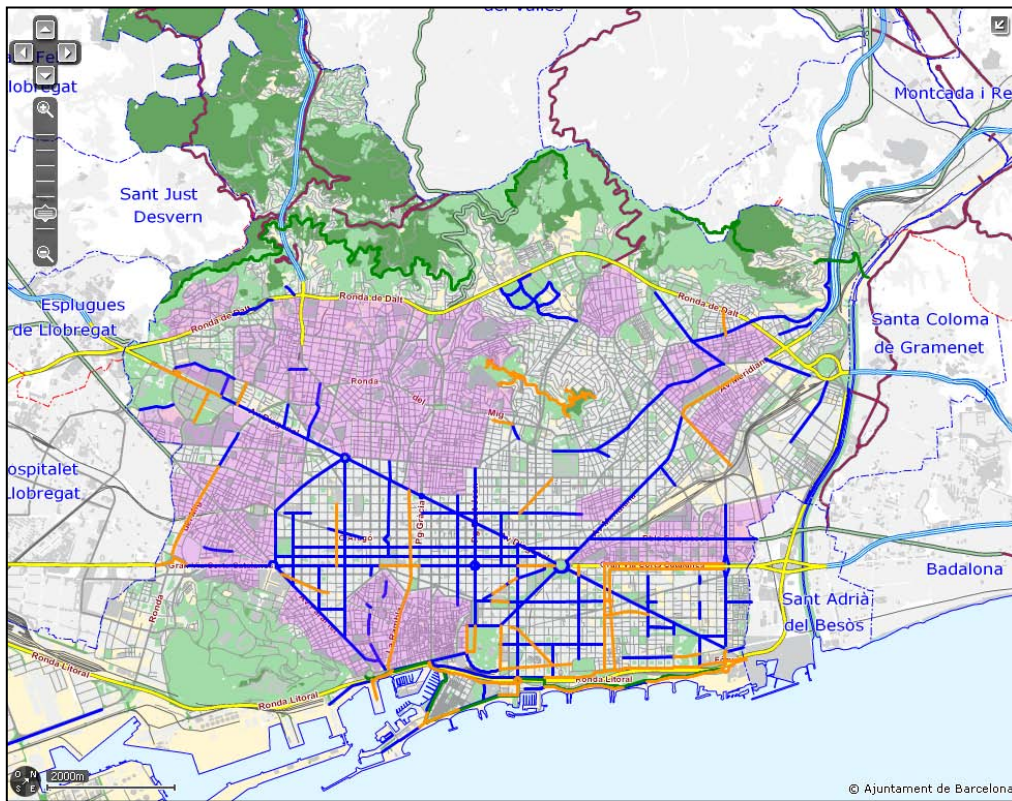 del Vallès
Llobregat
Montcada i Re
Sant Just
Desvern
Esplugues
de Llobregat
Ronda de Dalt
Ronda de Dalt
Ronda de Dalt
Santa Coloma
de Gramenet
Av Meridiana
Ronda
del
Mig
ospitalet
Llobregat
Pg Gràcia
Badalona
Ronda
La Rambla
Sant Adrià
del Besòs
Ronda Litoral
Ronda Litoral
Ronda Litoral
O N
S E
2000m
© Ajuntament de Barcelona